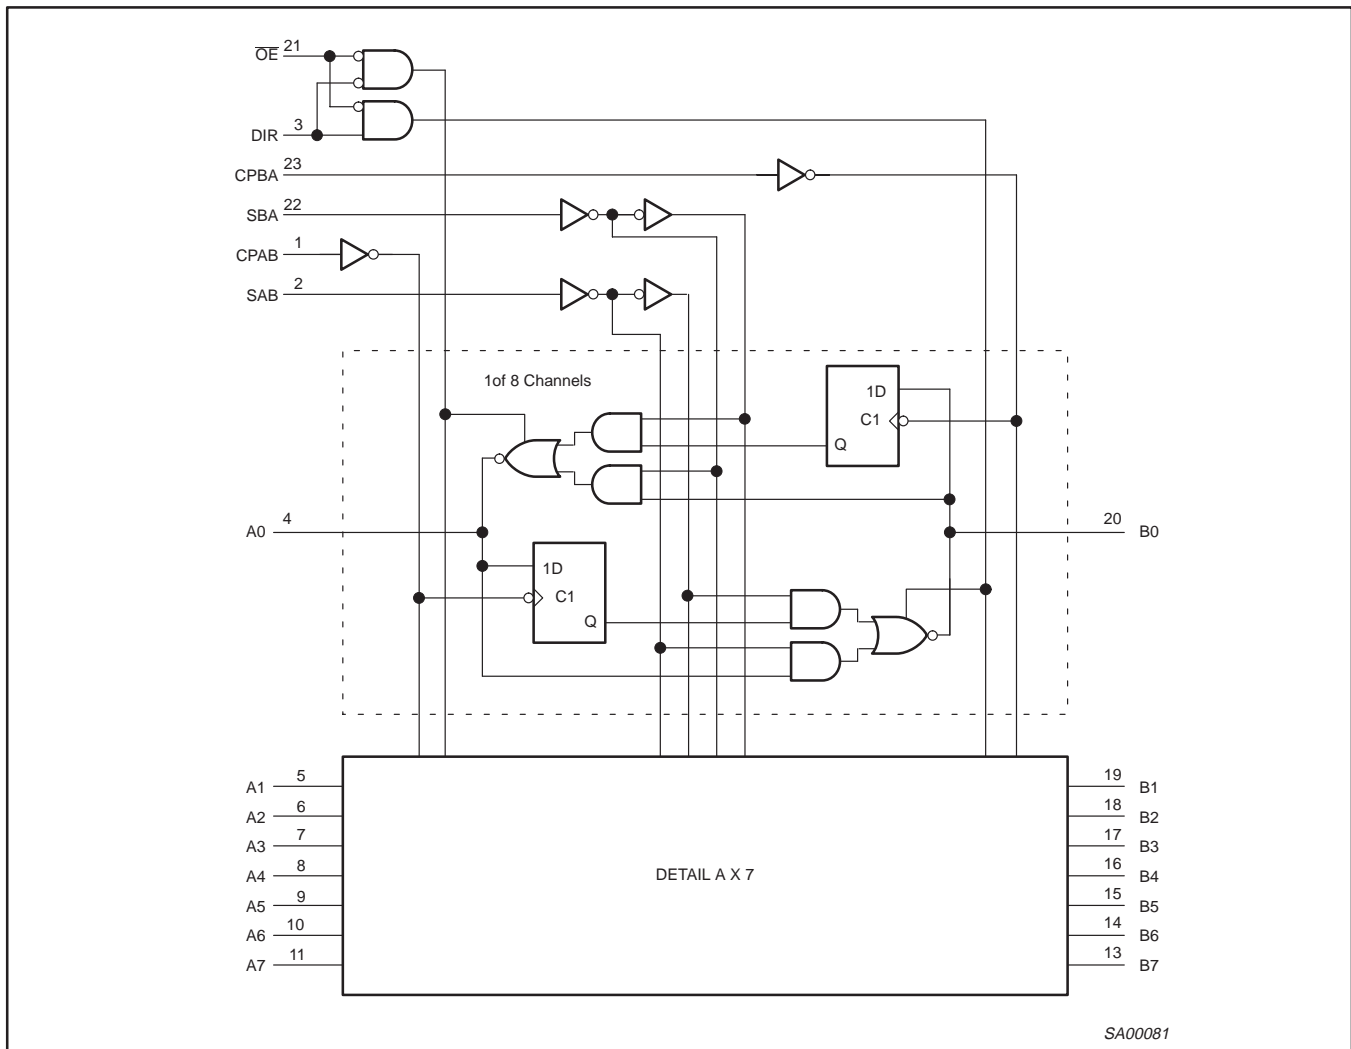 OE 21
DIR 3
CPBA 23
SBA 22
CPAB 1
SAB 2
1of 8 Channels
1D
C1
Q
A0 4
20 B0
1D
C1
Q
A1 5
A2 6
A3 7
A4 8
A5 9
A6 10
A7 11
DETAIL A X 7
19 B1
18 B2
17 B3
16 B4
15 B5
14 B6
13 B7
SA00081